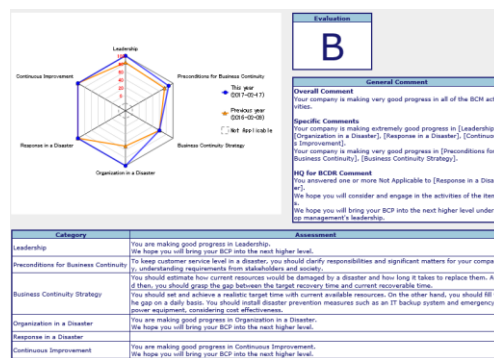 Evaluation
B
Leadership
100
80
60
40
20
0
Preconditions for Business Continuity
Business Continuity Strategy
Organization in a Disaster
Response in a Disaster
Continuous Improvement
This year
Previous year
Not Applicable
General Comment
Overall Comment
Your company is making very good progress in all of the BCM acti
vities.
Specific Comments
Your company is making extremely good progress in [Leadership
[Organization in a Disaster], [Response in a Disaster], [Continuou
s Improvement].
Your company is making very good progress in [Preconditions for
Business Continuity], [Business Continuity Strategy].
HQ for BCDR Comment
You answered one or more Not Applicable to [Response in a Disa
er].
We hope you will consider and engage in the activities of the item
s.
We hope you will bring your BCP into the next higher level under
op management's leadership.
Category Assessment
Leadership
You are making good progress in Leadership.
We hope you will bring your BCP into the next higher level.
Preconditions for Business Continuity
To keep customer service level in a disaster, you should clarify responsibilities and significant matters for your compa
y, understanding requirements from stakeholders and society.
Business Continuity Strategy
You should estimate how current resources would be damaged by a disaster and how long it takes to replace them. A
d then, you should grasp the gap between the target recovery time and current recoverable time.
You should set and achieve a realistic target time with current available resources. On the other hand, you should fill
he gap on a daily basis. You should install disaster prevention measures such as an IT backup system and emergency
power equipment, considering cost effectiveness.
Organization in a Disaster
You are making good progress in Organization in a Disaster.
We hope you will bring your BCP into the next higher level.
Response in a Disaster
Continuous Improvement
You are making good progress in Continuous Improvement.
We hope you will bring your BCP into the next higher level.